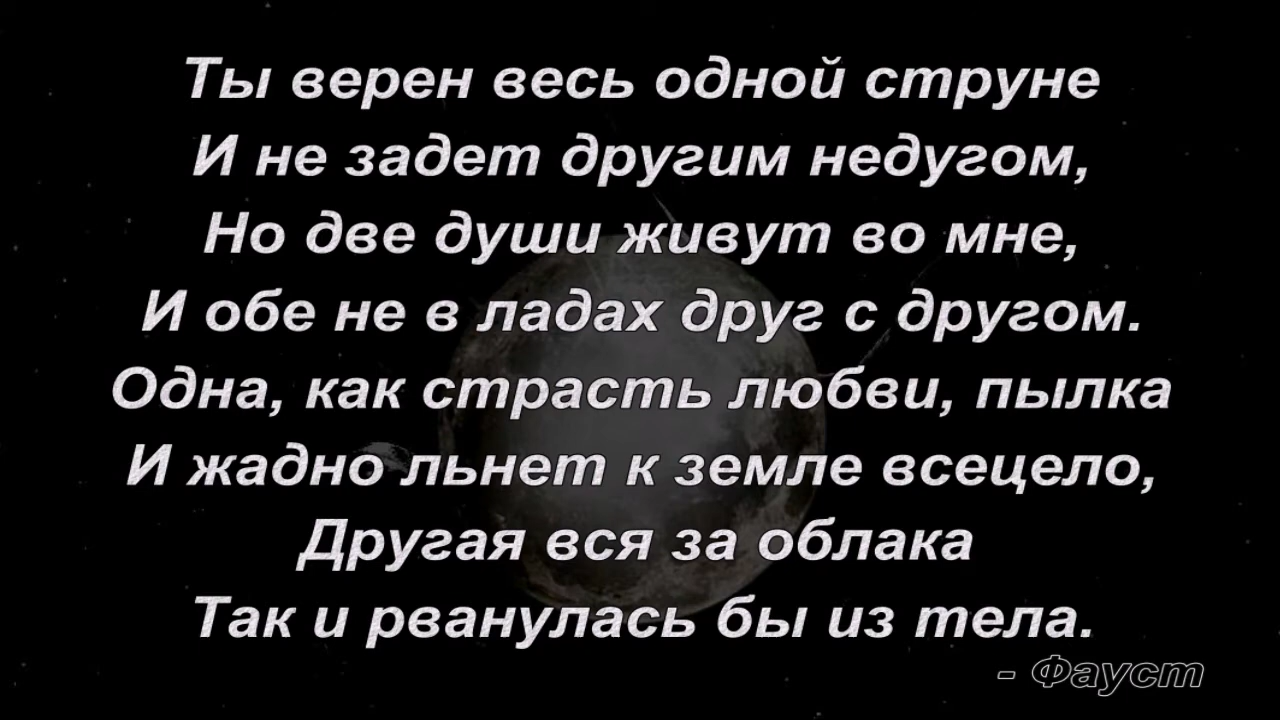 Ты верен весь одной струне
И не задет другим недугом,
Но две души живут во мне,
И обе не в ладах друг с другом.
Одна, как страсть любви, пылка
И жадно льнет к земле всецело,
Другая вся за облака
Так и рванулась бы из тела.
- Фауст